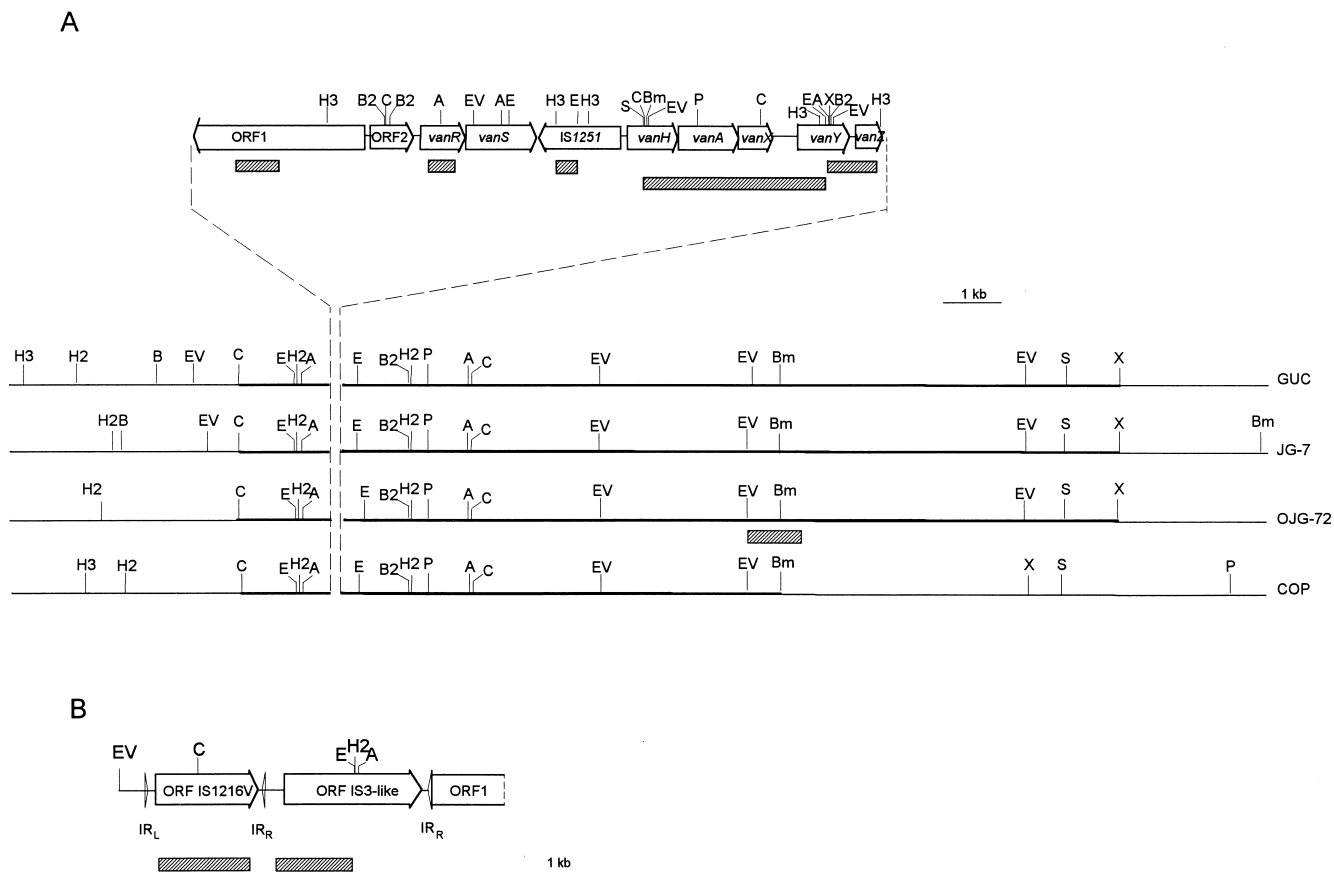 A
H3 B2 C B2 A EV A E H3 E H3 S C Bm EV P C H3 E A X B2 EV H3
ORF1 ORF2 vanR vanS IS1251 vanH vanA vanX vanY vanZ
1 kb
H3 H2 B EV C E H2 A E B2 H2 P A C EV EV Bm EV S X
GUC
H2 B EV C E H2 A E B2 H2 P A C EV EV Bm EV S X Bm
JG-7
H2 C E H2 A E B2 H2 P A C EV EV Bm EV S X
OJG-72
H3 H2 C E H2 A E B2 H2 P A C EV EV Bm X S P
COP
B
EV C E H2 A
ORF IS1216V ORF IS3-like ORF1
IRL IRR IRR
1 kb